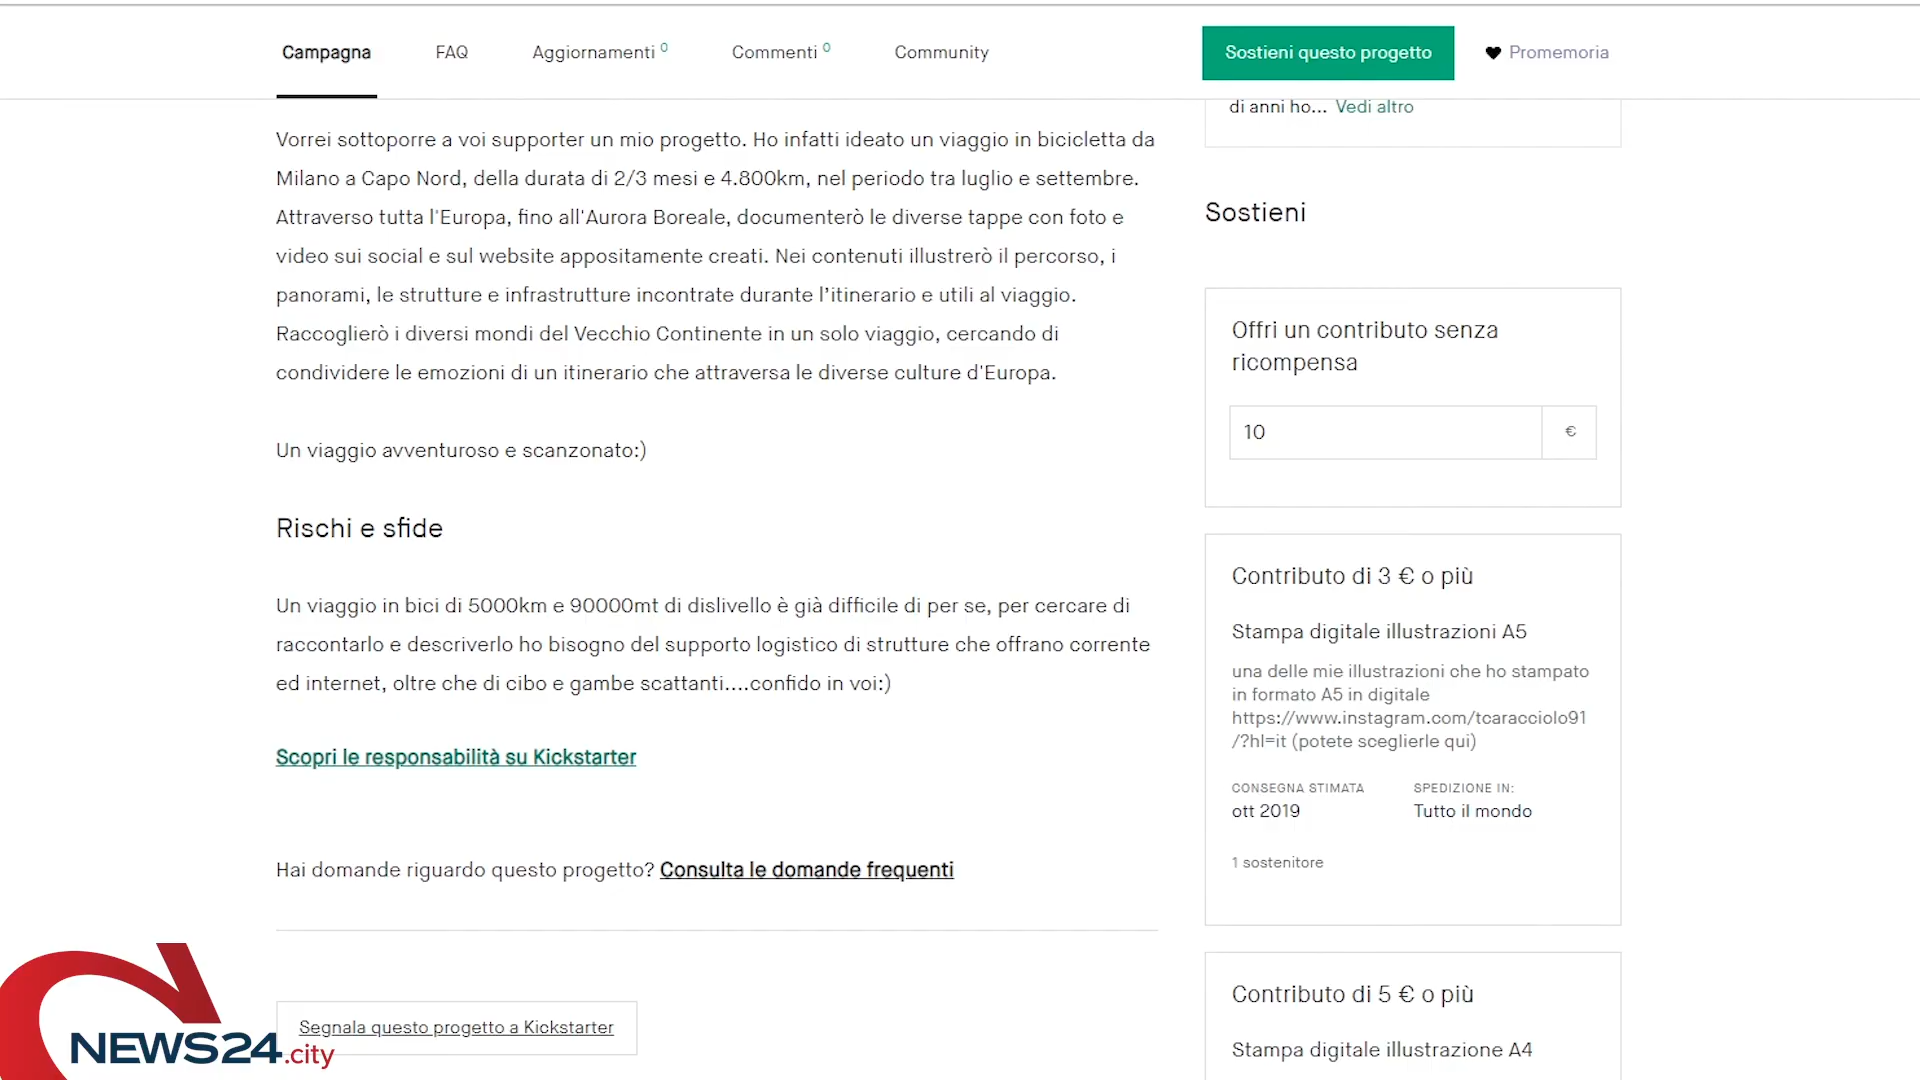 Campagna
FAQ
Aggiornamenti 0
Commenti 0
Community
Sostieni questo progetto
Promemoria
Vorrei sottoporre a voi supporter un mio progetto. Ho infatti ideato un viaggio in bicicletta da
Milano a Capo Nord, della durata di 2/3 mesi e 4.800km, nel periodo tra luglio e settembre.
Attraverso tutta l'Europa, fino all'Aurora Boreale, documenterò le diverse tappe con foto e
video sui social e sul website appositamente creati. Nei contenuti illustrerò il percorso, i
panorami, le strutture e infrastrutture incontrate durante l’itinerario e utili al viaggio.
Raccoglierò i diversi mondi del Vecchio Continente in un solo viaggio, cercando di
condividere le emozioni di un itinerario che attraversa le diverse culture d'Europa.
Un viaggio avventuroso e scanzonato:)
Rischi e sfide
Un viaggio in bici di 5000km e 90000mt di dislivello è già difficile di per se, per cercare di
raccontarlo e descriverlo ho bisogno del supporto logistico di strutture che offrano corrente
ed internet, oltre che di cibo e gambe scattanti....confido in voi:)
Scopri le responsabilità su Kickstarter
Hai domande riguardo questo progetto? Consulta le domande frequenti
Segnala questo progetto a Kickstarter
NEWS24.city
di anni ho... Vedi altro
Sostieni
Offri un contributo senza
ricompensa
10 €
Contributo di 3 € o più
Stampa digitale illustrazioni A5
una delle mie illustrazioni che ho stampato
in formato A5 in digitale
https://www.instagram.com/tcaracciolo91
/?hl=it (potete sceglierle qui)
CONSEGNA STIMATA
ott 2019
SPEDIZIONE IN:
Tutto il mondo
1 sostenitore
Contributo di 5 € o più
Stampa digitale illustrazione A4